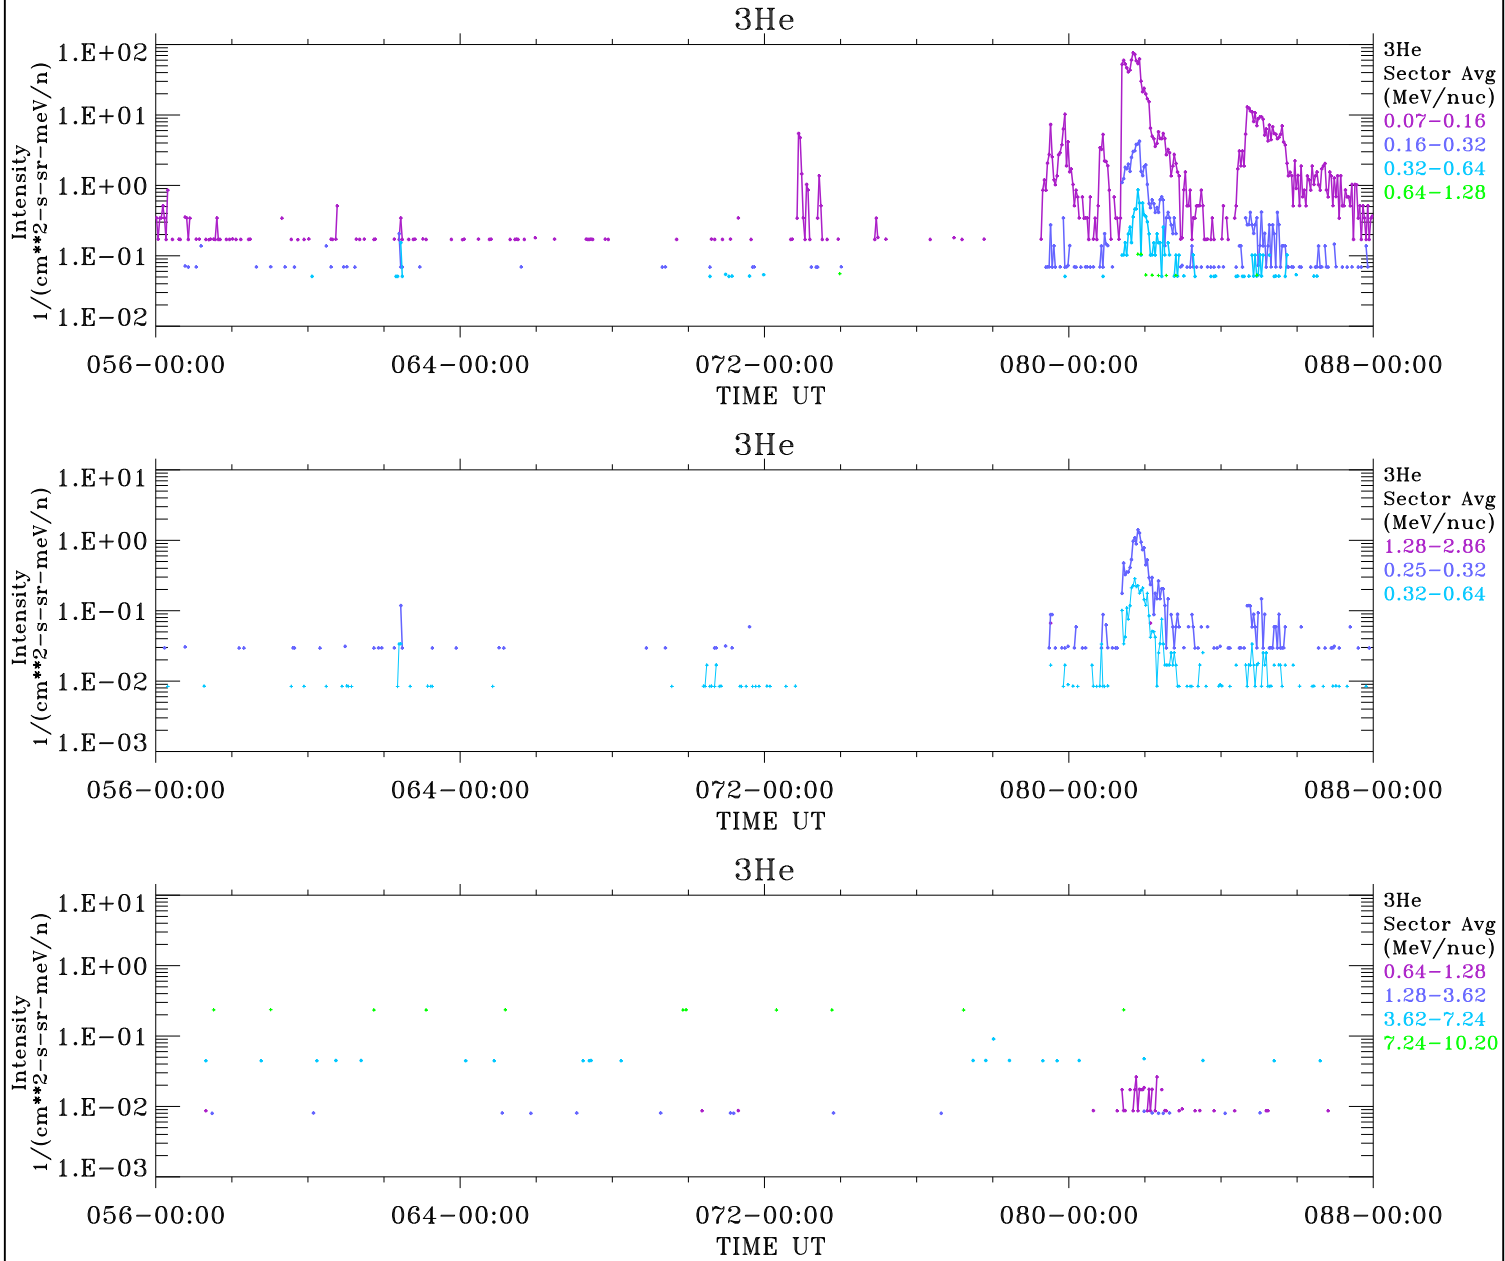 3He
1.E+02
1.E+01
1.E+00
1.E−01
1.E−02
Intensity
1/(cm**2−s−sr−meV/n)
3He
Sector Avg
(MeV/nuc)
0.07−0.16
0.16−0.32
0.32−0.64
0.64−1.28
056−00:00 064−00:00 072−00:00 080−00:00 088−00:00
TIME UT
3He
1.E+01
1.E+00
1.E−01
1.E−02
1.E−03
Intensity
1/(cm**2−s−sr−meV/n)
3He
Sector Avg
(MeV/nuc)
1.28−2.86
0.25−0.32
0.32−0.64
056−00:00 064−00:00 072−00:00 080−00:00 088−00:00
TIME UT
3He
1.E+01
1.E+00
1.E−01
1.E−02
1.E−03
Intensity
1/(cm**2−s−sr−meV/n)
3He
Sector Avg
(MeV/nuc)
0.64−1.28
1.28−3.62
3.62−7.24
7.24−10.20
056−00:00 064−00:00 072−00:00 080−00:00 088−00:00
TIME UT